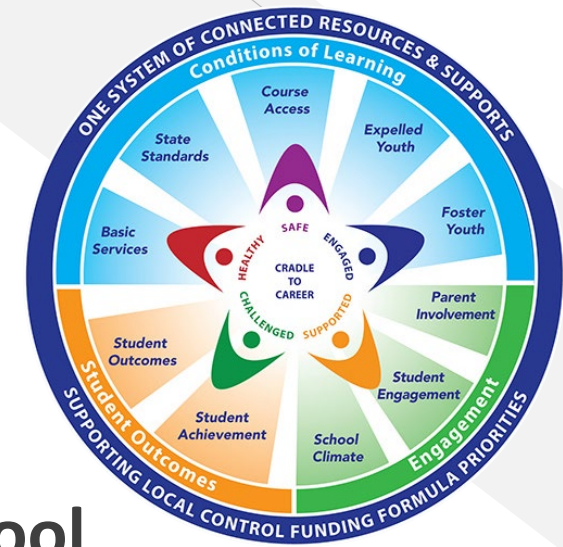 ONE SYSTEM OF CONNECTED RESOURCES & SUPPORTS
Conditions of Learning
Course
Access
State
Standards
Expelled
Youth
Basic
Services
Foster
Youth
SAFE
HEALTHY
ENGAGED
CRADLE
TO
CAREER
CHALLENGED
SUPPORTED
Parent
Involvement
Student
Outcomes
Student
Engagement
Student
Achievement
School
Climate
Student Outcomes
Engagement
SUPPORTING LOCAL CONTROL FUNDING FORMULA PRIORITIES
ool